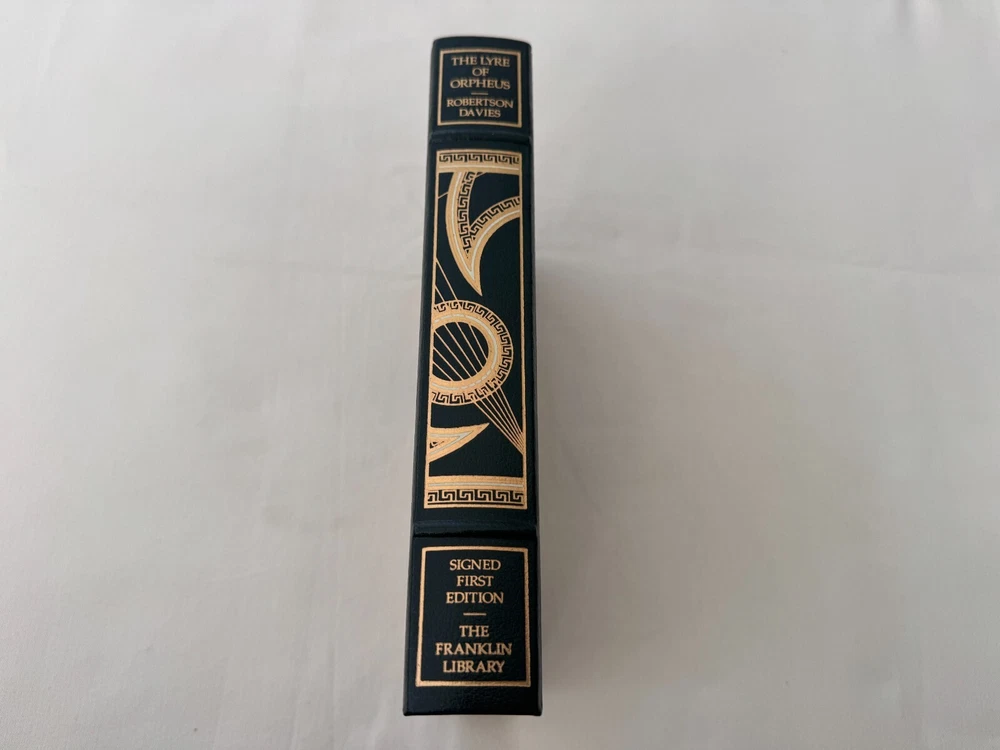 THE LYRE
OF
ORPHEUS
ROBERTSON
DAVIES
SIGNED
FIRST
EDITION
THE
FRANKLIN
LIBRARY